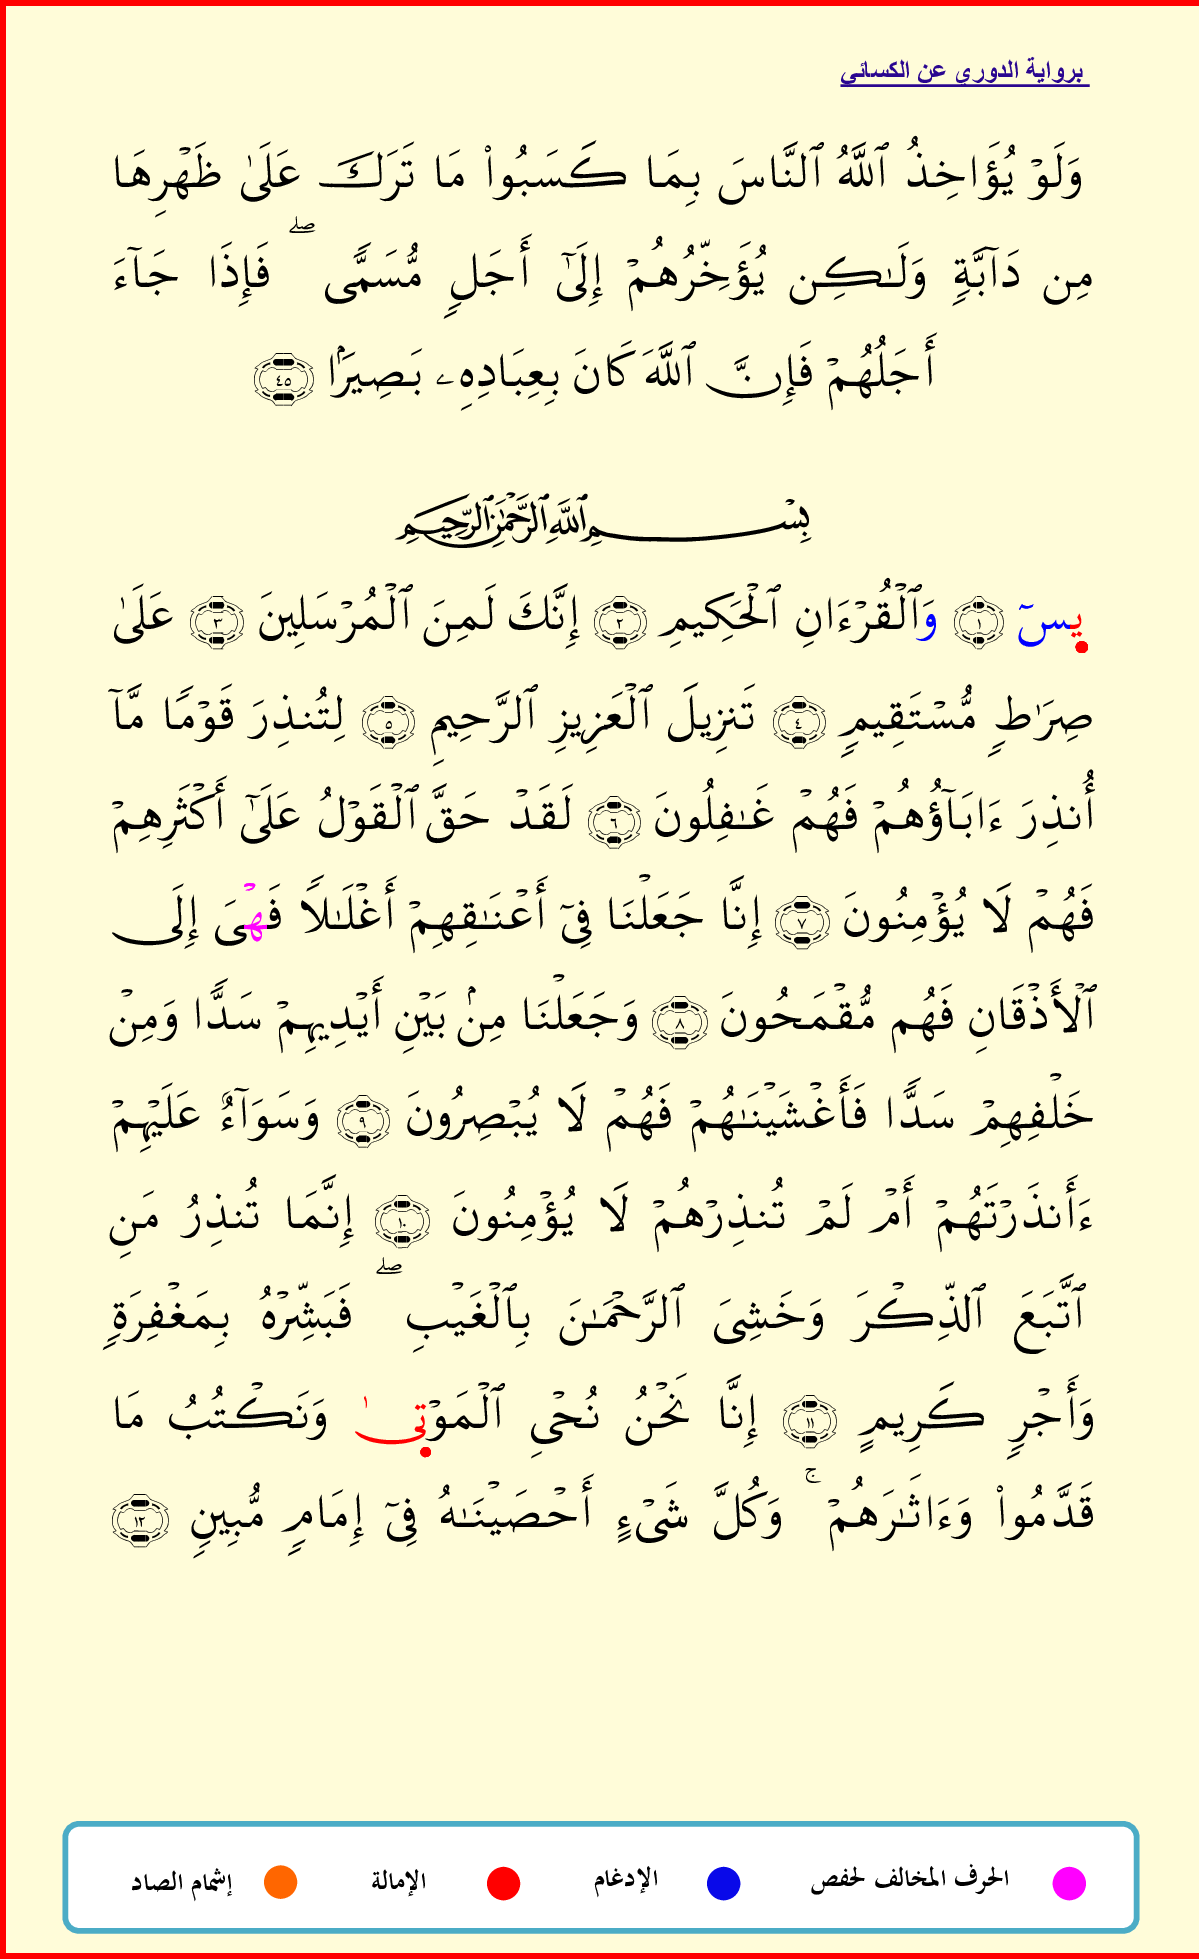 برواية الدوري عن الكسائي
وَلَوۡ يُؤَاخِذُ ٱللَّهُ ٱلنَّاسَ بِمَا كَسَبُواْ مَا تَرَكَ عَلَىٰ ظَهۡرِهَا
مِن دَآبَّةٖ وَلَٰكِن يُؤَخِّرُهُمۡ إِلَىٰٓ أَجَلٖ مُّسَمّٗىۖ فَإِذَا جَآءَ
أَجَلُهُمۡ فَإِنَّ ٱللَّهَ كَانَ بِعِبَادِهِۦ بَصِيرَۢا ٤٥
بِسۡمِ ٱللَّهِ ٱلرَّحۡمَٰنِ ٱلرَّحِيمِ
يسٓ ١ وَٱلۡقُرۡءَانِ ٱلۡحَكِيمِ ٢ إِنَّكَ لَمِنَ ٱلۡمُرۡسَلِينَ ٣ عَلَىٰ
صِرَٰطٖ مُّسۡتَقِيمٖ ٤ تَنزِيلَ ٱلۡعَزِيزِ ٱلرَّحِيمِ ٥ لِتُنذِرَ قَوۡمٗا مَّآ
أُنذِرَ ءَابَآؤُهُمۡ فَهُمۡ غَٰفِلُونَ ٦ لَقَدۡ حَقَّ ٱلۡقَوۡلُ عَلَىٰٓ أَكۡثَرِهِمۡ
فَهُمۡ لَا يُؤۡمِنُونَ ٧ إِنَّا جَعَلۡنَا فِيٓ أَعۡنَٰقِهِمۡ أَغۡلَٰلٗا فَهۡيَ إِلَى
ٱلۡأَذۡقَانِ فَهُم مُّقۡمَحُونَ ٨ وَجَعَلۡنَا مِنۢ بَيۡنِ أَيۡدِيهِمۡ سَدّٗا وَمِنۡ
خَلۡفِهِمۡ سَدّٗا فَأَغۡشَيۡنَٰهُمۡ فَهُمۡ لَا يُبۡصِرُونَ ٩ وَسَوَآءٌ عَلَيۡهِمۡ
ءَأَنذَرۡتَهُمۡ أَمۡ لَمۡ تُنذِرۡهُمۡ لَا يُؤۡمِنُونَ ١٠ إِنَّمَا تُنذِرُ مَنِ
ٱتَّبَعَ ٱلذِّكۡرَ وَخَشِيَ ٱلرَّحۡمَٰنَ بِٱلۡغَيۡبِۖ فَبَشِّرۡهُ بِمَغۡفِرَةٖ
وَأَجۡرٖ كَرِيمٍ ١١ إِنَّا نَحۡنُ نُحۡيِ ٱلۡمَوۡتىٰ وَنَكۡتُبُ مَا
قَدَّمُواْ وَءَاثَٰرَهُمۡۚ وَكُلَّ شَيۡءٍ أَحۡصَيۡنَٰهُ فِيٓ إِمَامٖ مُّبِينٖ ١٢
الحرف المخالف لحفص الإدغام الإمالة إشمام الصاد